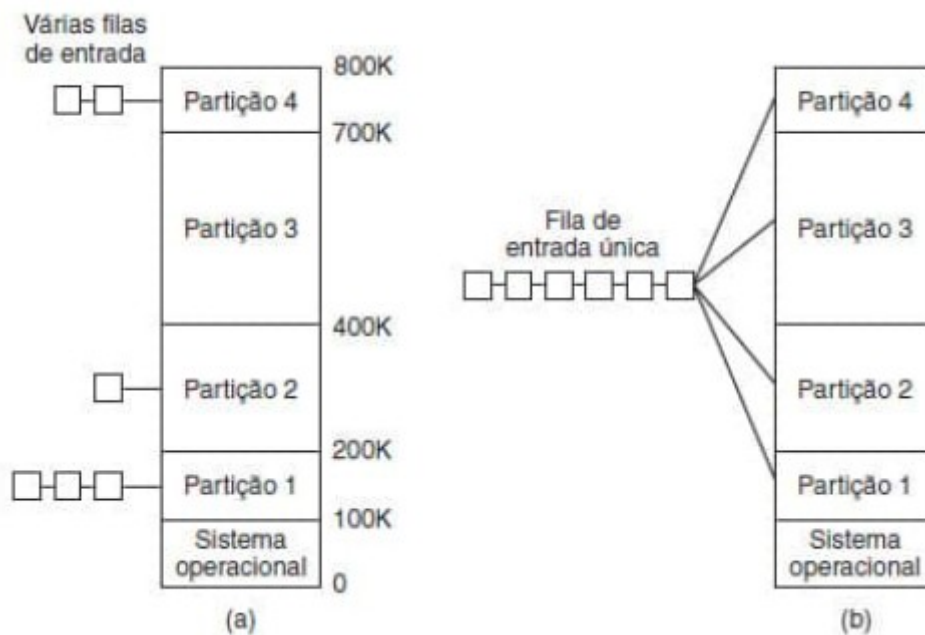 Várias filas
de entrada
800K
Partição 4
700K
Partição 3
400K
Partição 2
200K
Partição 1
100K
Sistema
operacional
0
(a)
Fila de
entrada única
Partição 4
Partição 3
Partição 2
Partição 1
Sistema
operacional
(b)